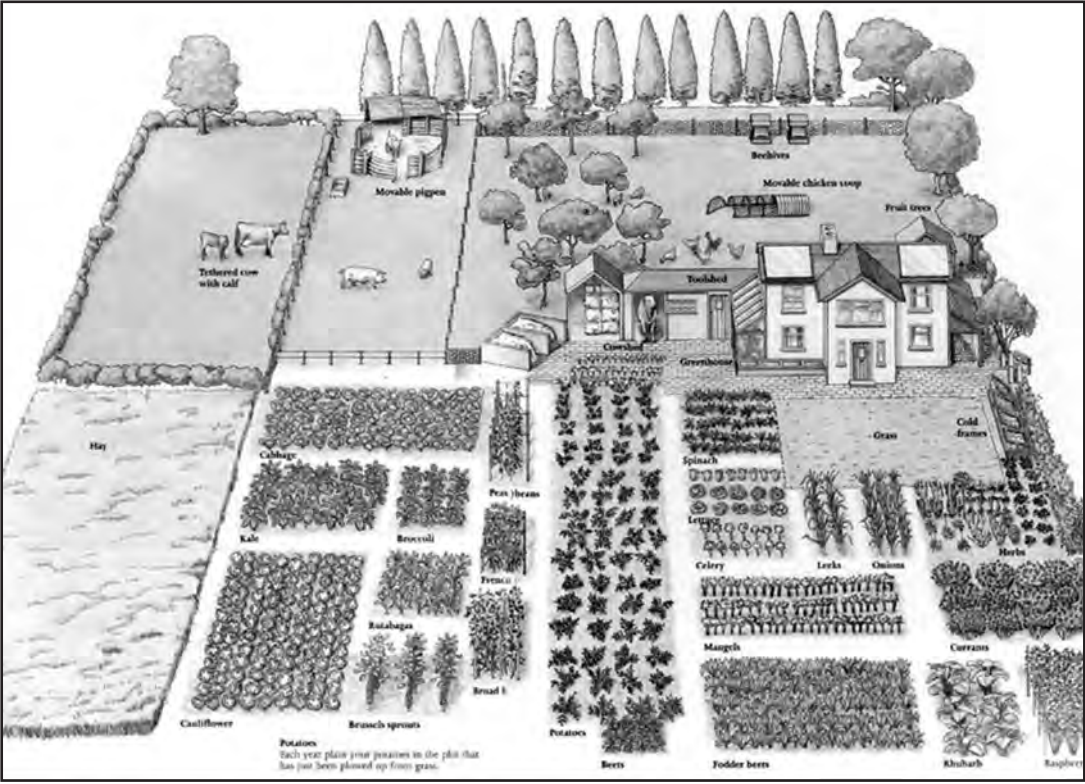 Beehives
Movable pigpen
Movable chicken coop
Fruit trees
Tethered cow
with calf
Toolshed
Cowshed
Greenhouse
Hay
Grass
Cold
frames
Cabbage
Spinach
Peas
beans
Kale
Broccoli
Lettuce
French
Celery
Leeks
Onions
Herbs
Rutabagas
Mangels
Currants
Broad
Cauliflower
Brussels sprouts
Potatoes
Potatoes
Each year plant your potatoes in the plot that
has just been plowed up from grass.
Beets
Fodder beets
Rhubarb